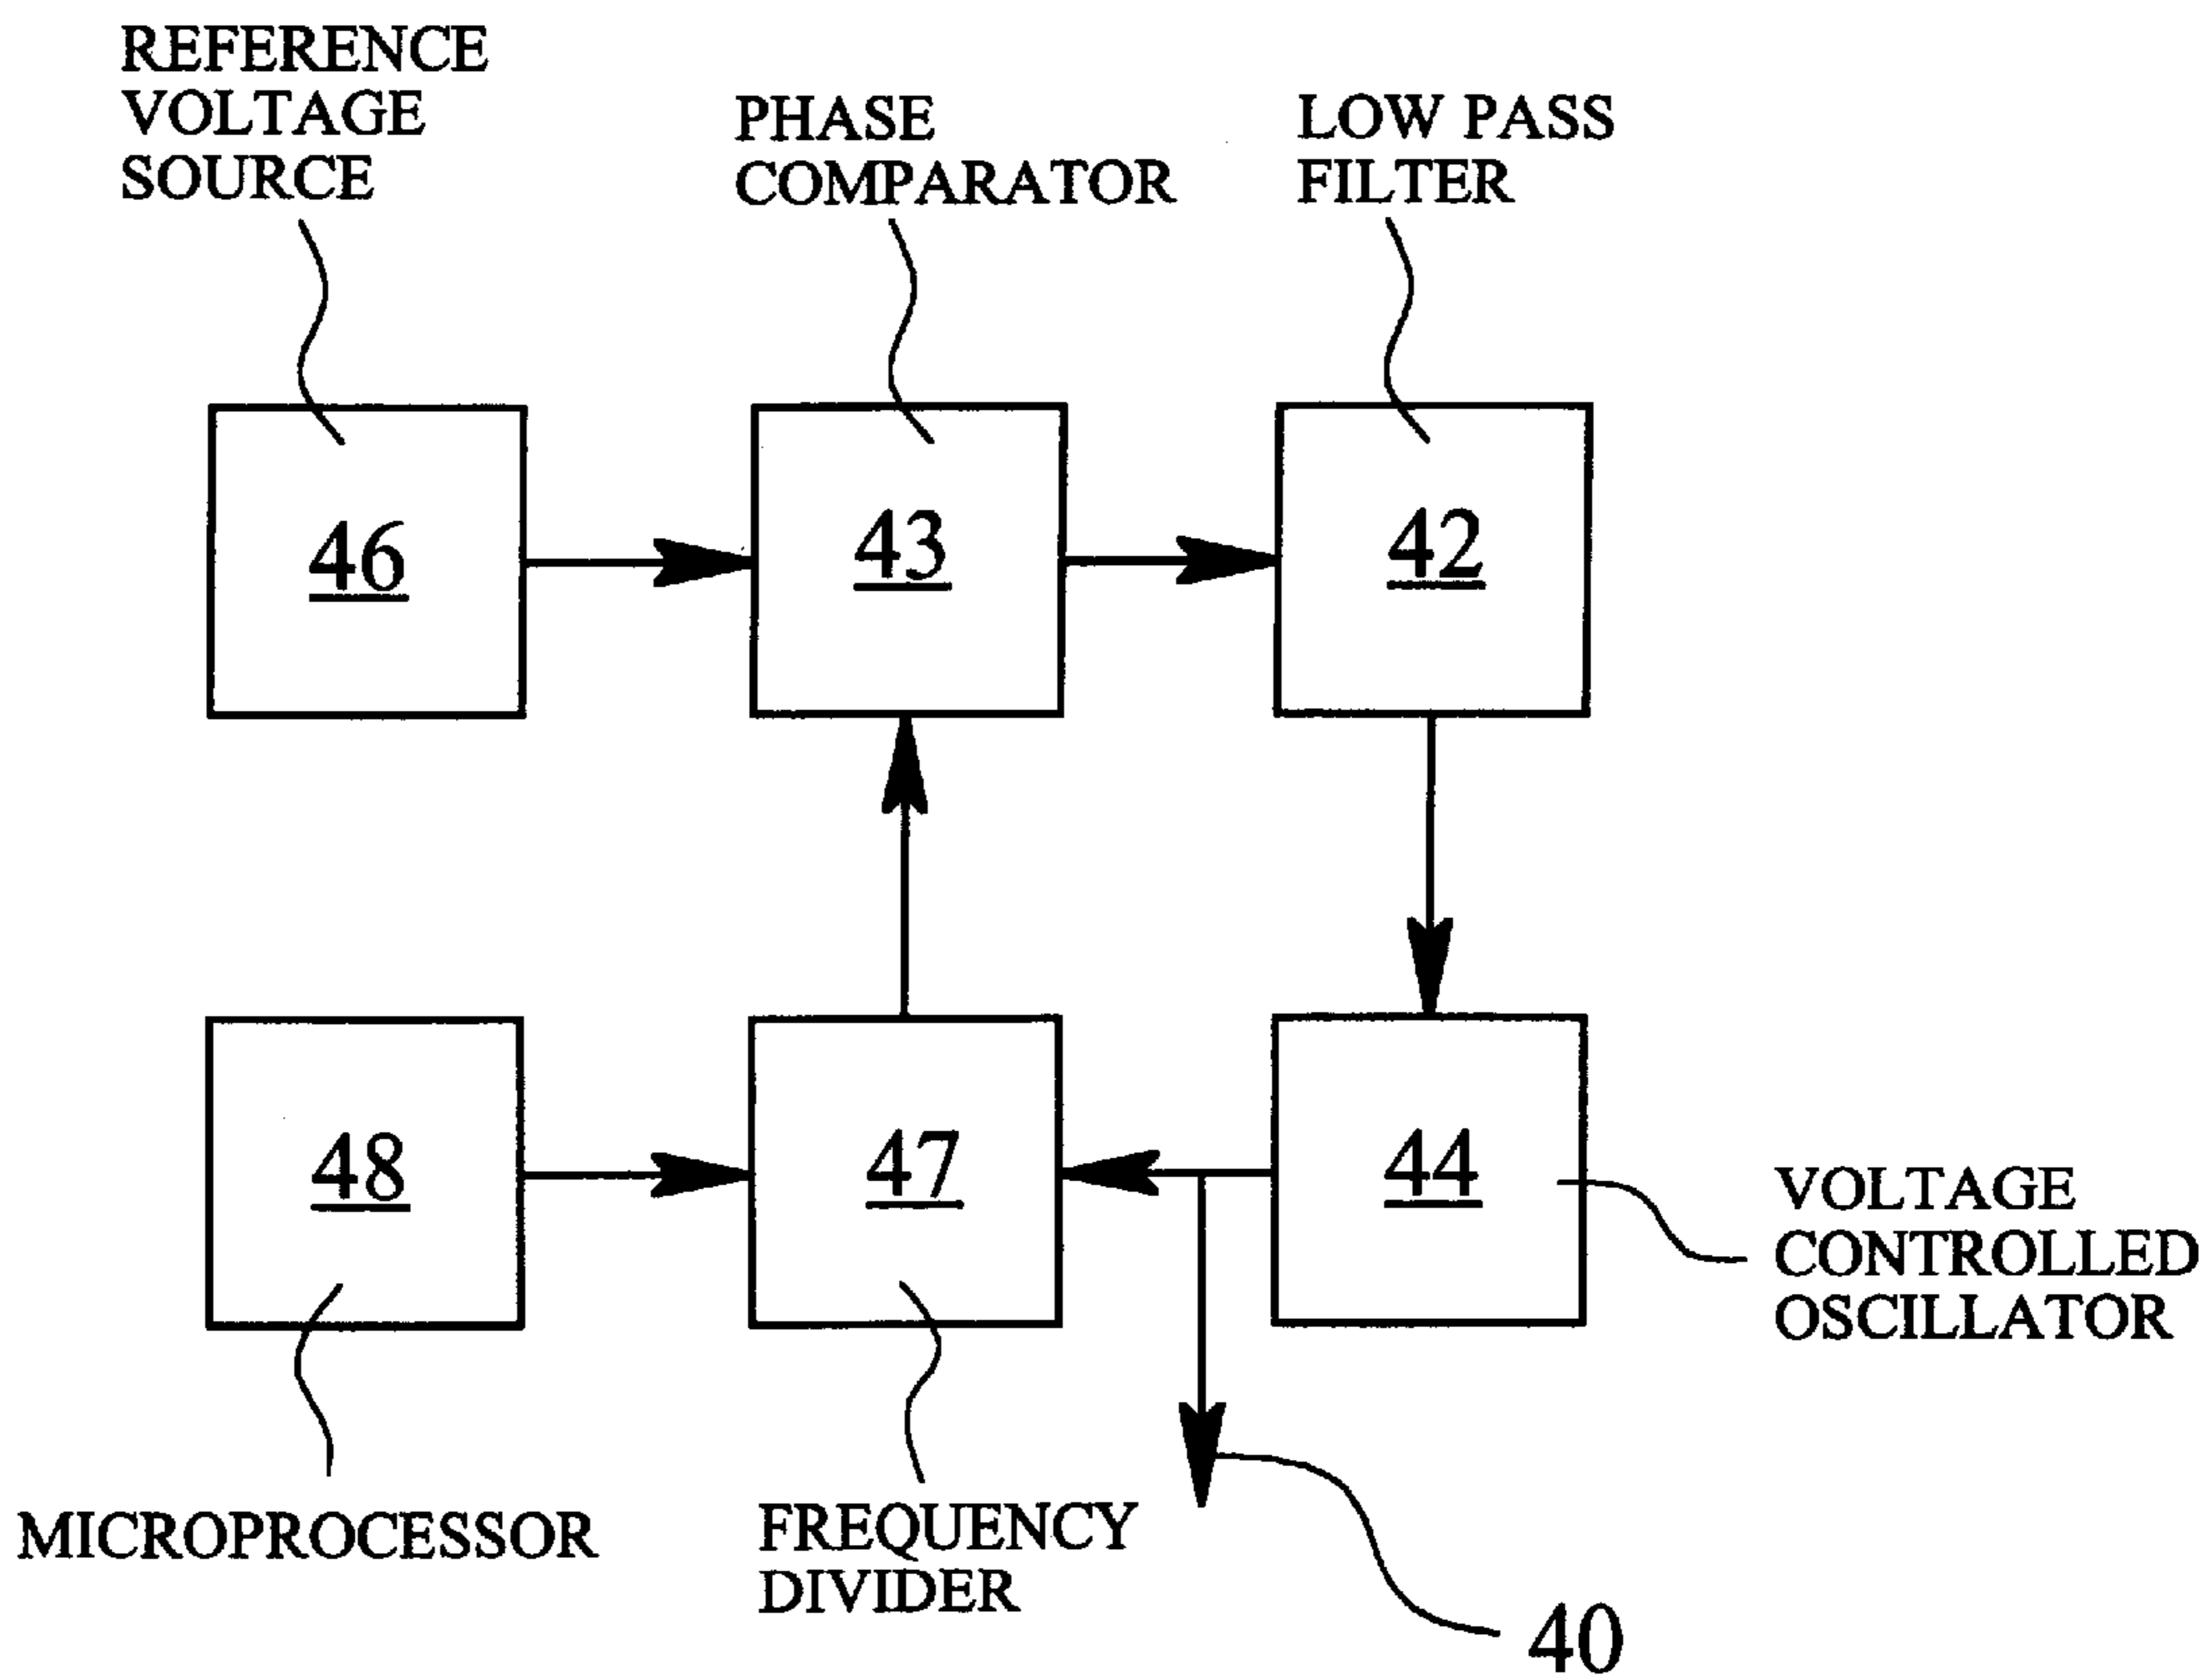 REFERENCE
VOLTAGE
SOURCE
PHASE
COMPARATOR
LOW PASS
FILTER
46
43
42
48
47
44
VOLTAGE
CONTROLLED
OSCILLATOR
MICROPROCESSOR
FREQUENCY
DIVIDER
40